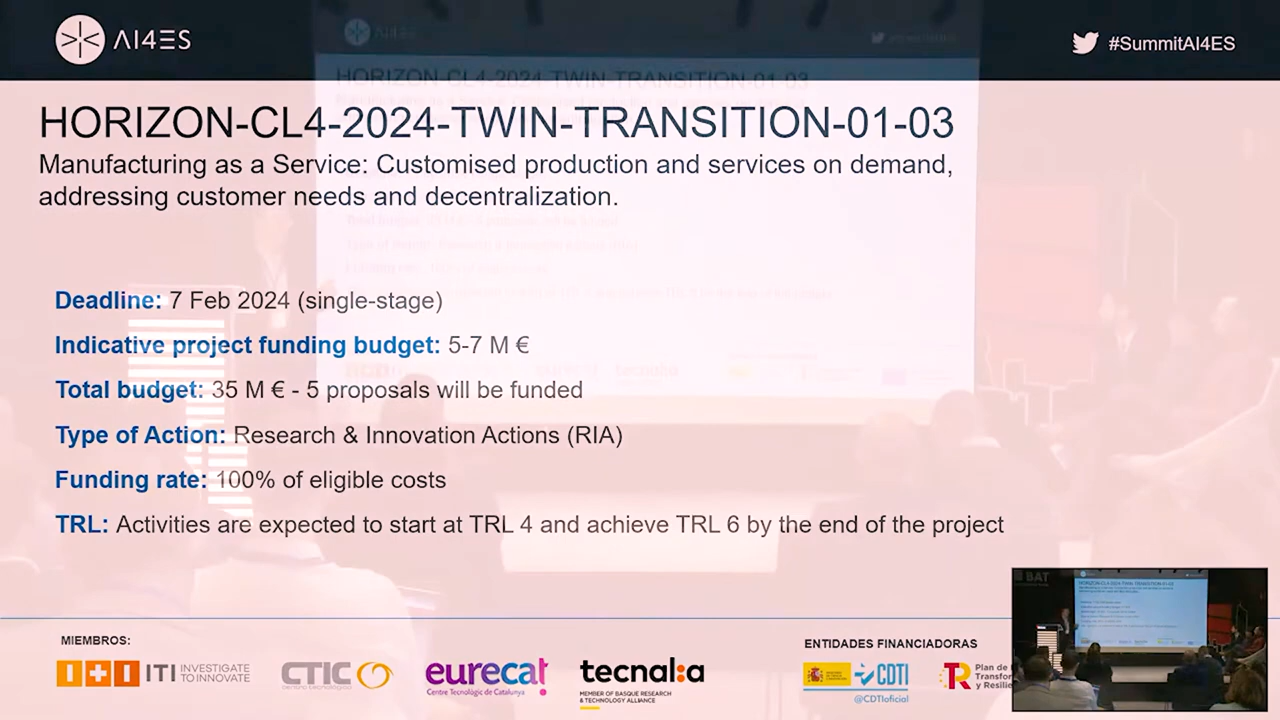 AI4ES
#SummitAI4ES
HORIZON-CL4-2024-TWIN-TRANSITION-01-03
Manufacturing as a Service: Customised production and services on demand,
addressing customer needs and decentralization.
Deadline: 7 Feb 2024 (single-stage)
Indicative project funding budget: 5-7 M €
Total budget: 35 M € - 5 proposals will be funded
Type of Action: Research & Innovation Actions (RIA)
Funding rate: 100% of eligible costs
TRL: Activities are expected to start at TRL 4 and achieve TRL 6 by the end of the project
MIEMBROS:
ITI INVESTIGATE
TO INNOVATE
CTIC
eurecat
Centre Tecnològic de Catalunya
tecnalia
MEMBER OF BASQUE RESEARCH
& TECHNOLOGY ALLIANCE
ENTIDADES FINANCIADORAS
CDTI
@CDTIoficial
Plan de
BAT